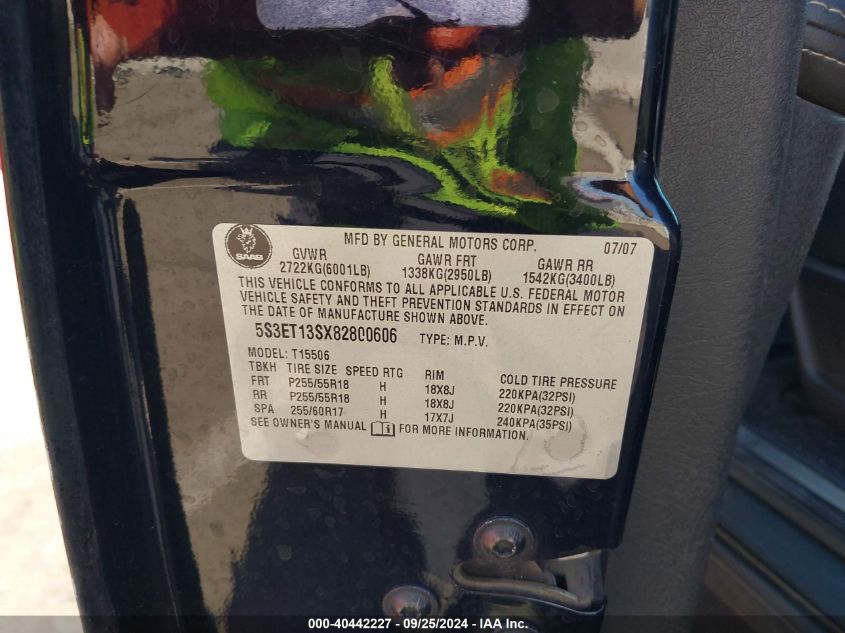 SAAB
MFD BY GENERAL MOTORS CORP. 07/07
GVWR GAWR FRT GAWR RR
2722KG(6001LB) 1338KG(2950LB) 1542KG(3400LB)
THIS VEHICLE CONFORMS TO ALL APPLICABLE U.S. FEDERAL MOTOR
VEHICLE SAFETY AND THEFT PREVENTION STANDARDS IN EFFECT ON
THE DATE OF MANUFACTURE SHOWN ABOVE.
5S3ET13SX82800606 TYPE: M.P.V.
MODEL: T15506
TBKH TIRE SIZE SPEED RTG RIM COLD TIRE PRESSURE
FRT P255/55R18 H 18X8J 220KPA(32PSI)
RR P255/55R18 H 18X8J 220KPA(32PSI)
SPA 255/60R17 H 17X7J 240KPA(35PSI)
SEE OWNER'S MANUAL FOR MORE INFORMATION.
000-40442227 - 09/25/2024 - IAA Inc.